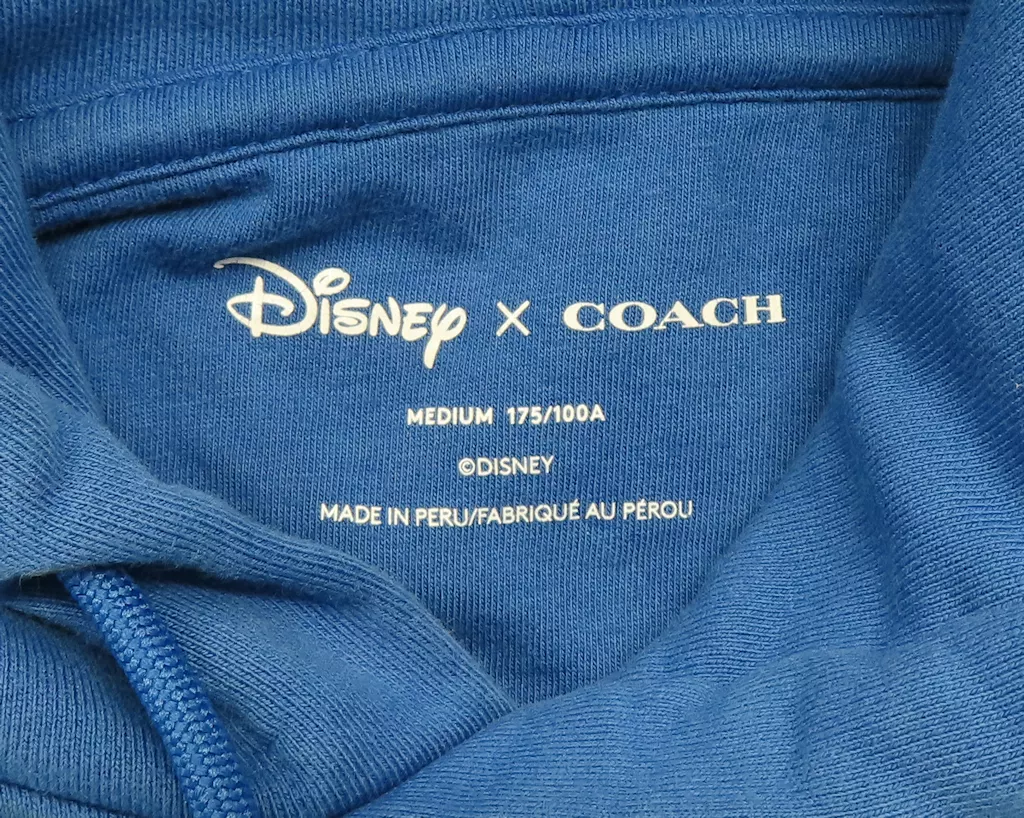 Disney × COACH
MEDIUM 175/100A
©DISNEY
MADE IN PERU/FABRIQUÉ AU PÉROU